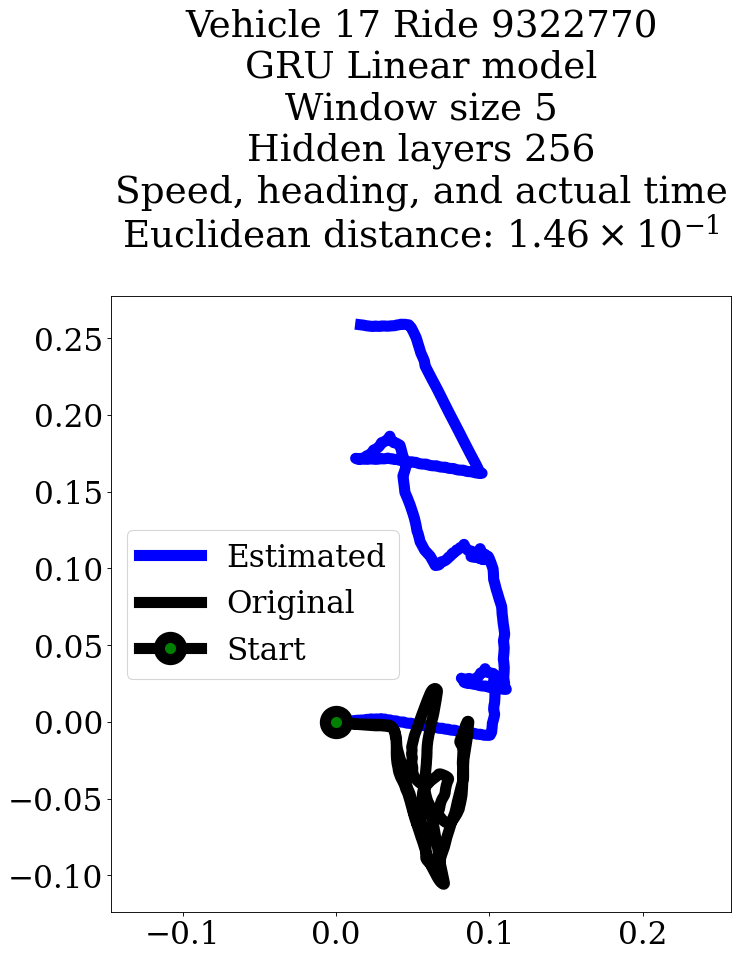 Vehicle 17 Ride 9322770
GRU Linear model
Window size 5
Hidden layers 256
Speed, heading, and actual time
Euclidean distance: 1.46 × 10⁻¹
0.25
0.20
0.15
0.10
0.05
0.00
−0.05
−0.10
Estimated
Original
Start
−0.1
0.0
0.1
0.2